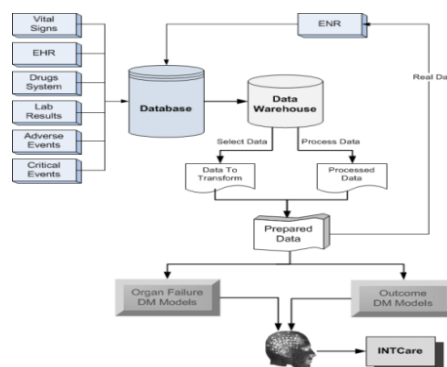 Vital
Signs
EHR
Drugs
System
Lab
Results
Adverse
Events
Critical
Events
ENR
Database
Data
Warehouse
Real Da
Select Data
Process Data
Data To
Transform
Processed
Data
Prepared
Data
Organ Failure
DM Models
Outcome
DM Models
INTCare